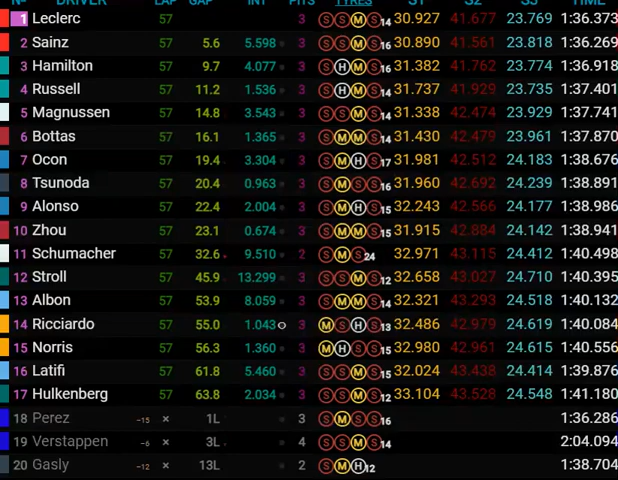 Nº DRIVER LAP GAP INT PITS TYRES S1 S2 S3 TIME
1 Leclerc 57 3 S S M S 14 30.927 41.677 23.769 1:36.373
2 Sainz 57 5.6 5.598 3 S S M S 16 30.890 41.561 23.818 1:36.269
3 Hamilton 57 9.7 4.077 3 S H M S 16 31.382 41.762 23.774 1:36.918
4 Russell 57 11.2 1.536 3 S H M S 14 31.737 41.929 23.735 1:37.401
5 Magnussen 57 14.8 3.543 3 S S M S 14 31.338 42.474 23.929 1:37.741
6 Bottas 57 16.1 1.365 3 S M M S 14 31.430 42.479 23.961 1:37.870
7 Ocon 57 19.4 3.304 3 S M H S 17 31.981 42.512 24.183 1:38.676
8 Tsunoda 57 20.4 0.963 3 S M S S 16 31.960 42.692 24.239 1:38.891
9 Alonso 57 22.4 2.004 3 S M H S 15 32.243 42.566 24.177 1:38.986
10 Zhou 57 23.1 0.674 3 S M M S 15 31.915 42.884 24.142 1:38.941
11 Schumacher 57 32.6 9.510 2 S M S 24 32.971 43.115 24.412 1:40.498
12 Stroll 57 45.9 13.299 3 S S M S 12 32.658 43.027 24.710 1:40.395
13 Albon 57 53.9 8.059 3 S M M S 14 32.321 43.293 24.518 1:40.132
14 Ricciardo 57 55.0 1.043 3 M S H S 13 32.486 42.979 24.619 1:40.084
15 Norris 57 56.3 1.360 3 M H S S 15 32.980 42.961 24.615 1:40.556
16 Latifi 57 61.8 5.460 3 S S M S 15 32.024 43.438 24.414 1:39.876
17 Hulkenberg 57 63.8 2.034 3 S S M S 12 33.104 43.528 24.548 1:41.180
18 Perez -15 × 1L 3 S M S S 16 1:36.286
19 Verstappen -6 × 3L 4 S S M S 14 2:04.094
20 Gasly -12 × 13L 2 S M H 12 1:38.704